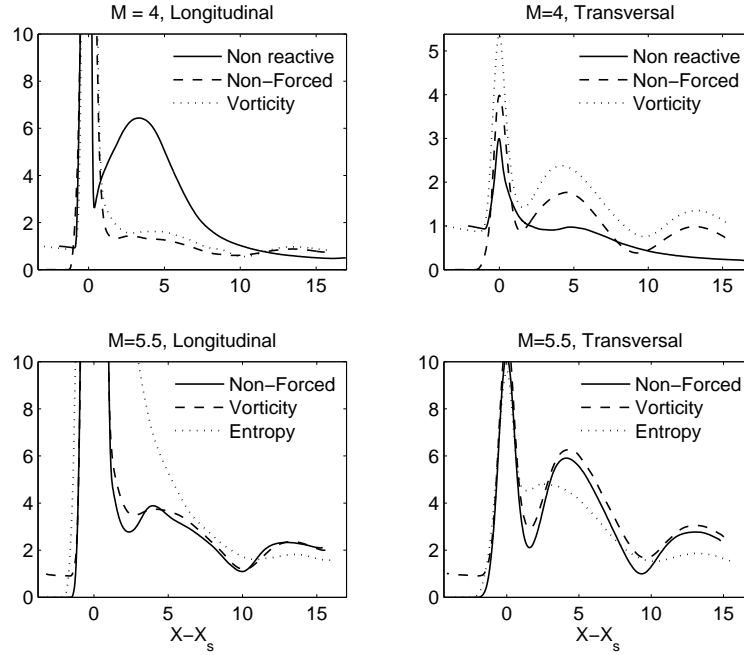 M = 4, Longitudinal
10
8
6
4
2
0
0
5
10
15
Non reactive
Non−Forced
Vorticity
M=4, Transversal
5
4
3
2
1
0
0
5
10
15
Non reactive
Non−Forced
Vorticity
M=5.5, Longitudinal
10
8
6
4
2
0
0
5
10
15
X−Xs
Non−Forced
Vorticity
Entropy
M=5.5, Transversal
10
8
6
4
2
0
0
5
10
15
X−Xs
Non−Forced
Vorticity
Entropy